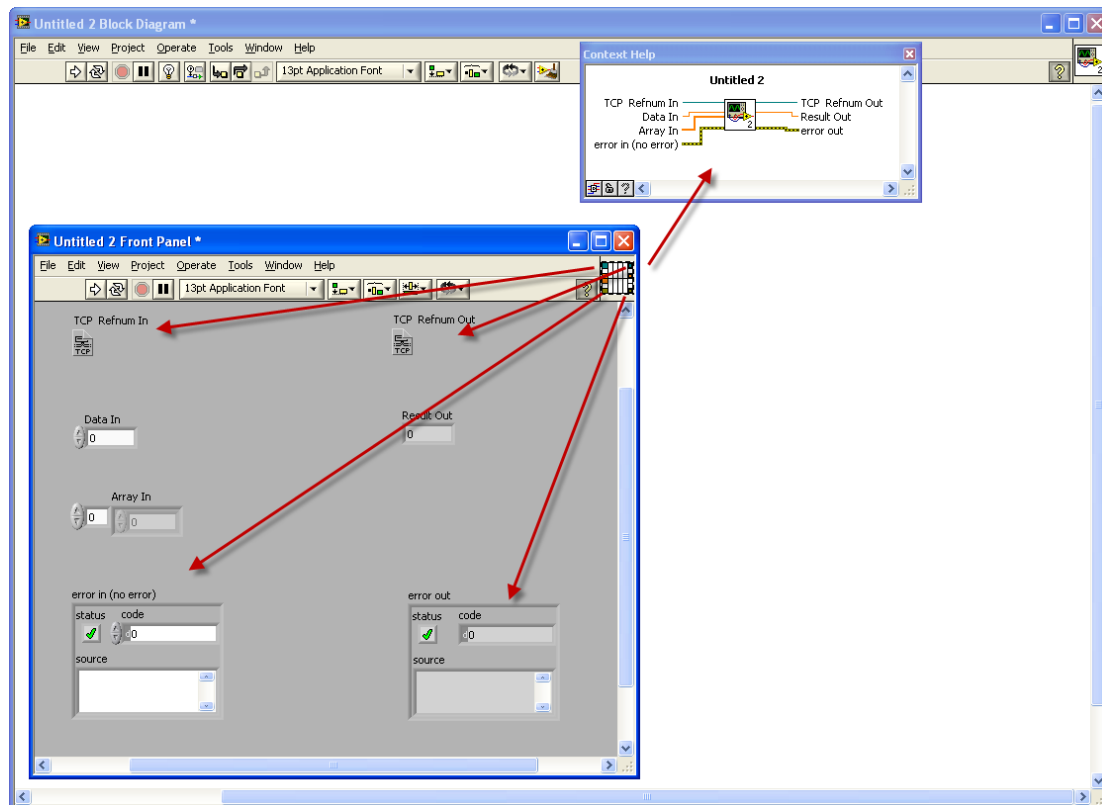 Untitled 2 Block Diagram *
File Edit View Project Operate Tools Window Help
13pt Application Font
?
2
Context Help
Untitled 2
TCP Refnum In
TCP Refnum Out
Data In
Result Out
Array In
error in (no error)
error out
2
?
Untitled 2 Front Panel *
File Edit View Project Operate Tools Window Help
13pt Application Font
?
TCP Refnum In
TCP Refnum Out
TCP
TCP
Data In
Result Out
0
0
Array In
0
0
error in (no error)
error out
status code
status code
0
0
source
source